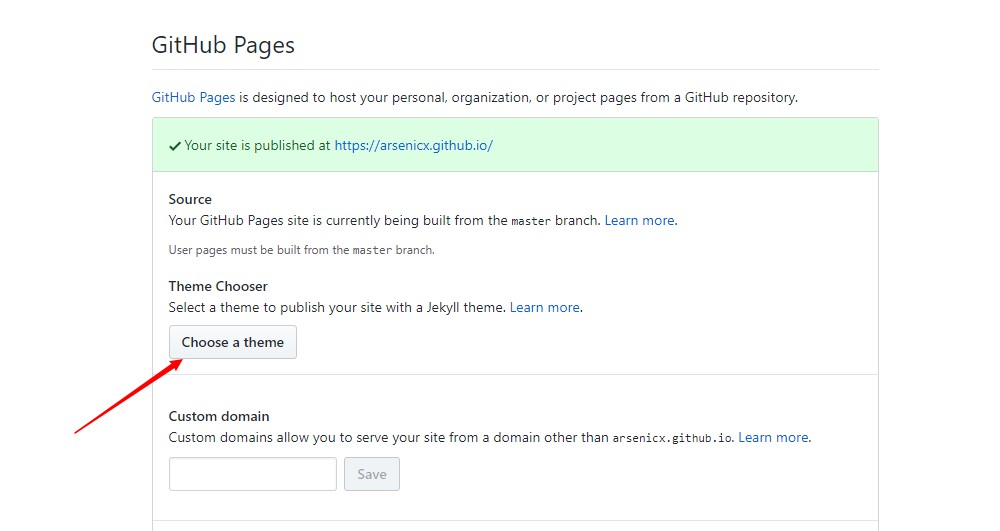 GitHub Pages
GitHub Pages is designed to host your personal, organization, or project pages from a GitHub repository.
Your site is published at https://arsenicx.github.io/
Source
Your GitHub Pages site is currently being built from the master branch. Learn more.
User pages must be built from the master branch.
Theme Chooser
Select a theme to publish your site with a Jekyll theme. Learn more.
Choose a theme
Custom domain
Custom domains allow you to serve your site from a domain other than arsenicx.github.io. Learn more.
Save